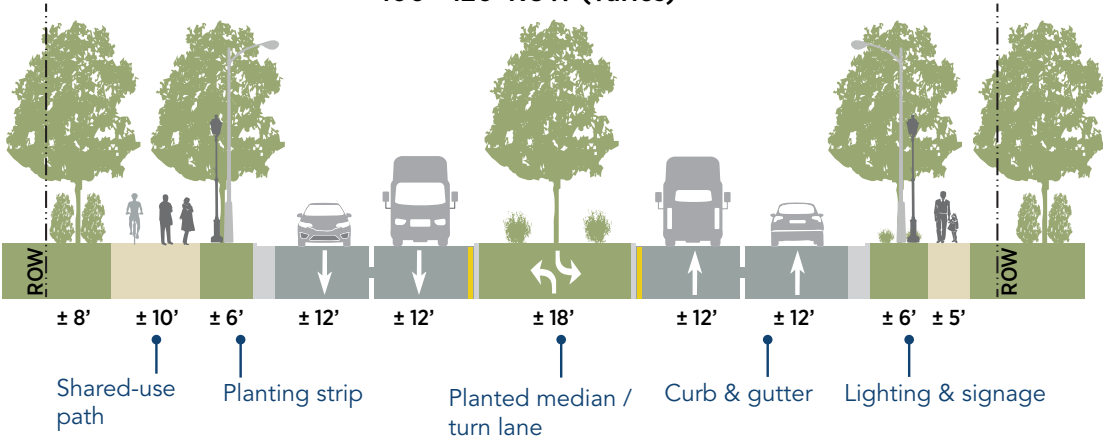 ROW
ROW
± 8’
± 10’
± 6’
± 12’
± 12’
± 18’
± 12’
± 12’
± 6’
± 5’
Shared-use
path
Planting strip
Planted median /
turn lane
Curb & gutter
Lighting & signage